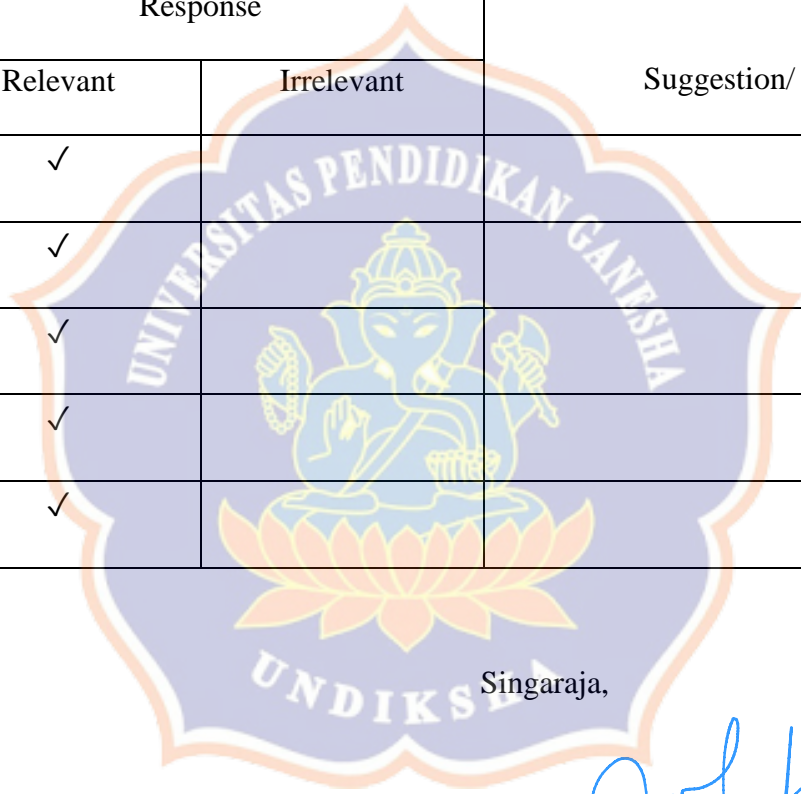 Response
Relevant Irrelevant Suggestion/
✓
✓
✓
✓
✓
UNIVERSITAS PENDIDIKAN GANESHA
UNDIKSHA
Singaraja,